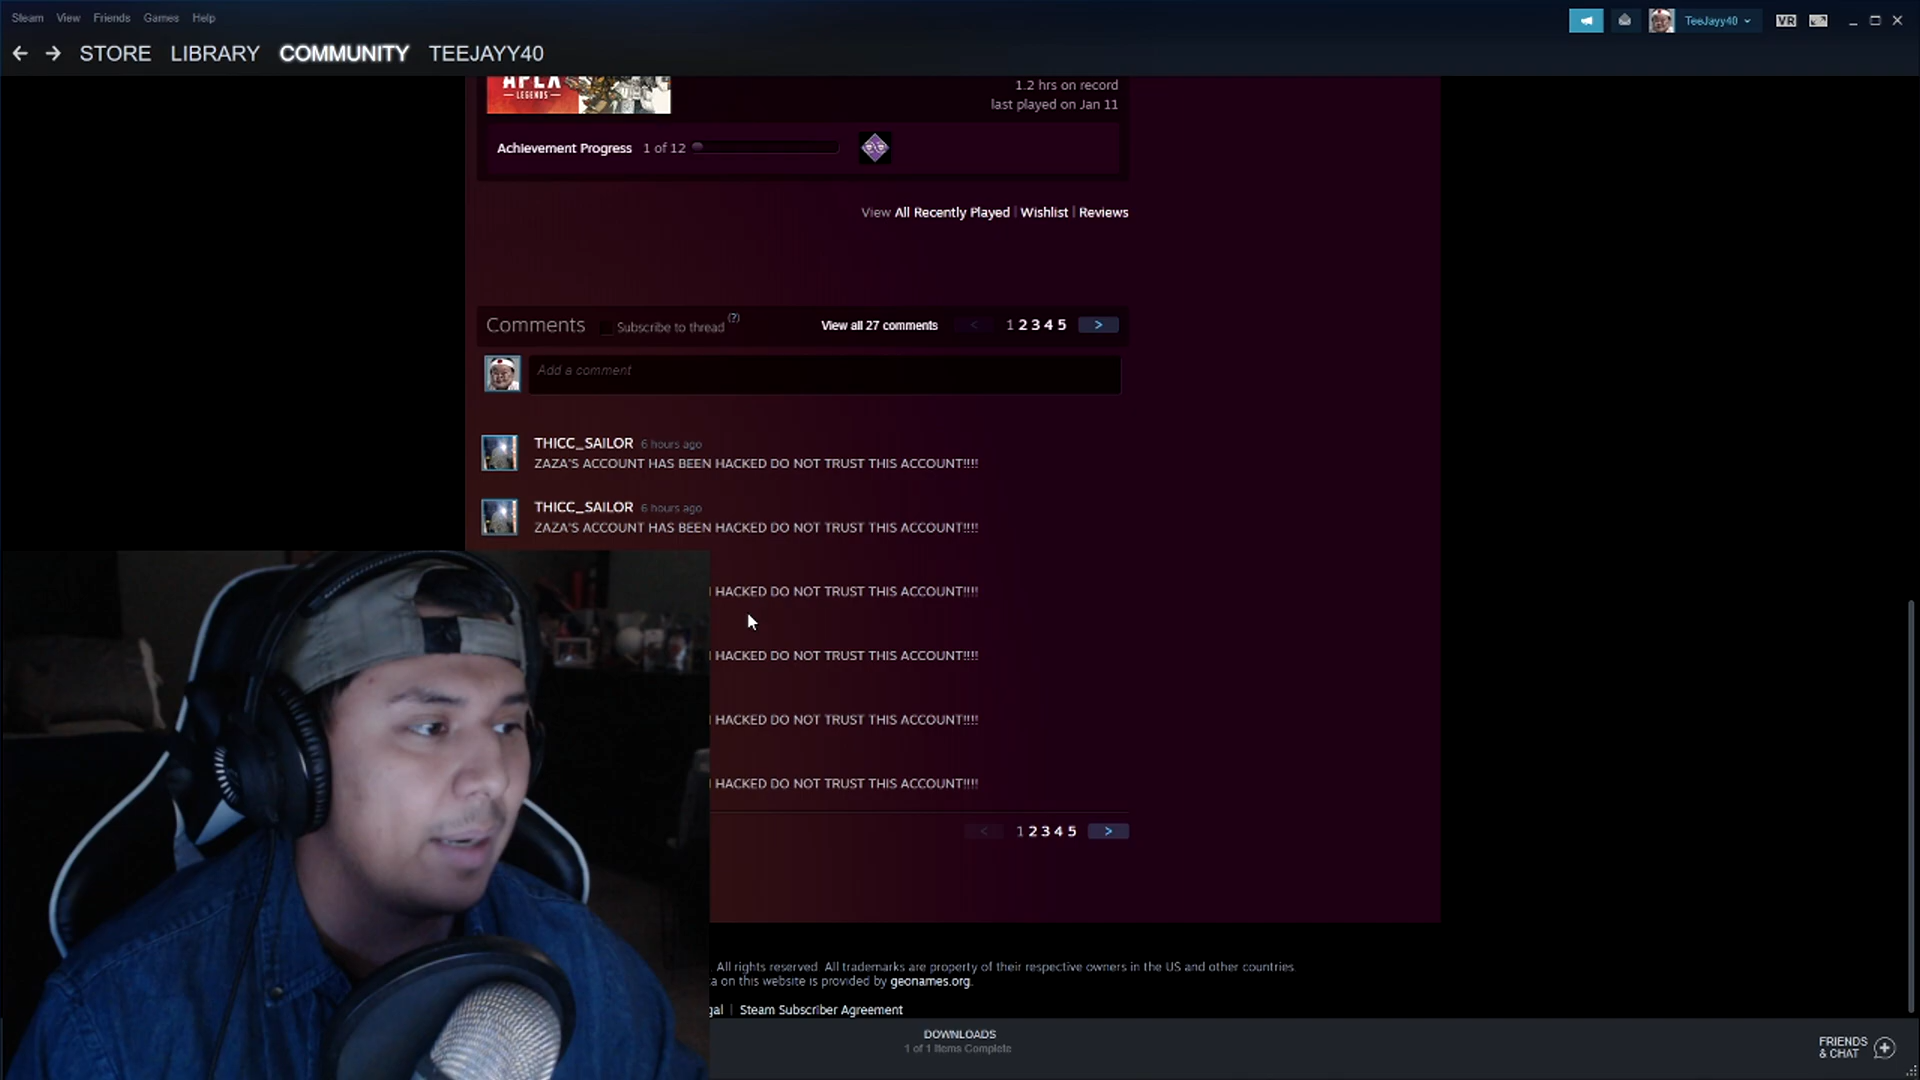 Steam View Friends Games Help
TeeJayy40
VR
STORE LIBRARY COMMUNITY TEEJAYY40
APEX
LEGENDS
1.2 hrs on record
last played on Jan 11
Achievement Progress 1 of 12
View All Recently Played | Wishlist | Reviews
Comments Subscribe to thread (?) View all 27 comments < 1 2 3 4 5 >
Add a comment
THICC_SAILOR 6 hours ago
ZAZA'S ACCOUNT HAS BEEN HACKED DO NOT TRUST THIS ACCOUNT!!!!
THICC_SAILOR 6 hours ago
ZAZA'S ACCOUNT HAS BEEN HACKED DO NOT TRUST THIS ACCOUNT!!!!
HACKED DO NOT TRUST THIS ACCOUNT!!!!
HACKED DO NOT TRUST THIS ACCOUNT!!!!
HACKED DO NOT TRUST THIS ACCOUNT!!!!
HACKED DO NOT TRUST THIS ACCOUNT!!!!
< 1 2 3 4 5 >
. All rights reserved. All trademarks are property of their respective owners in the US and other countries.
on this website is provided by geonames.org.
| Steam Subscriber Agreement
DOWNLOADS
1 of 1 Items Complete
FRIENDS
& CHAT